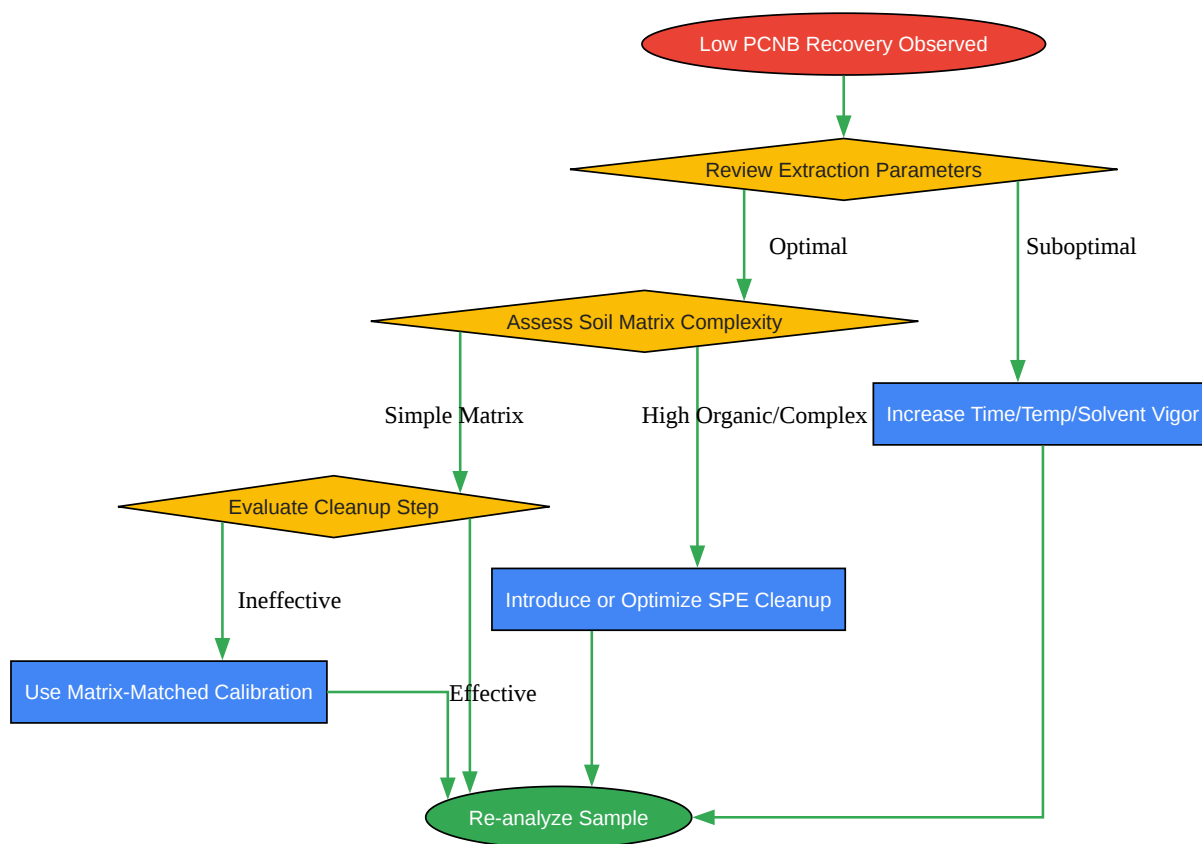 Low PCNB Recovery Observed
Review Extraction Parameters
Optimal
Suboptimal
Assess Soil Matrix Complexity
Simple Matrix
High Organic/Complex
Increase Time/Temp/Solvent Vigor
Evaluate Cleanup Step
Ineffective
Introduce or Optimize SPE Cleanup
Use Matrix-Matched Calibration
Effective
Re-analyze Sample